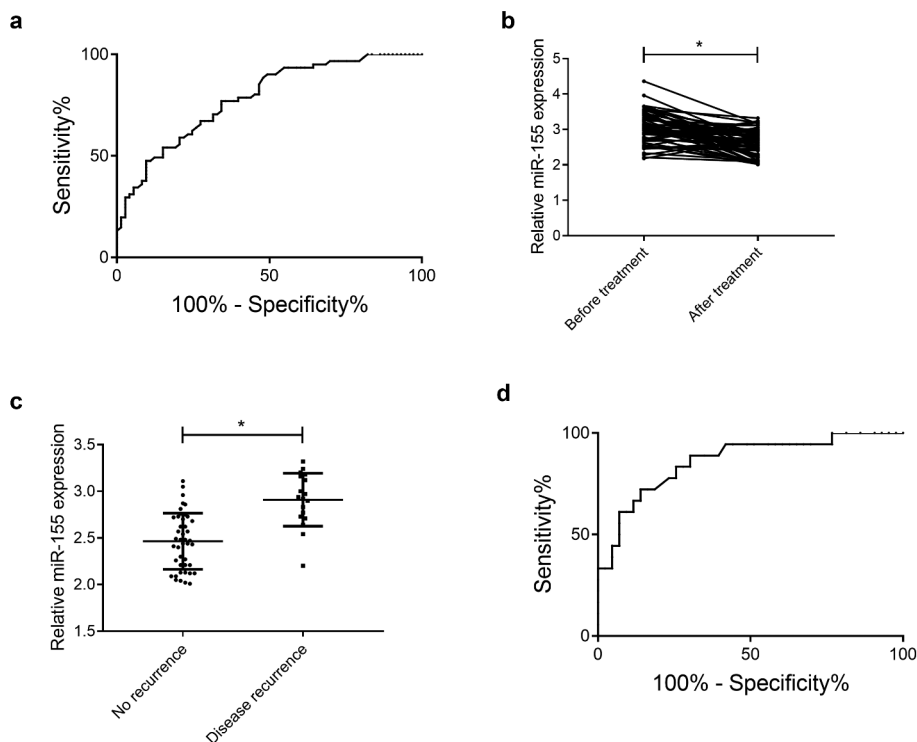 a
Sensitivity%
100
50
0
0 50 100
100% - Specificity%
b
Relative miR-155 expression
*
5
4
3
2
1
0
Before treatment
After treatment
c
Relative miR-155 expression
*
3.5
3.0
2.5
2.0
1.5
No recurrence
Disease recurrence
d
Sensitivity%
100
50
0
0 50 100
100% - Specificity%